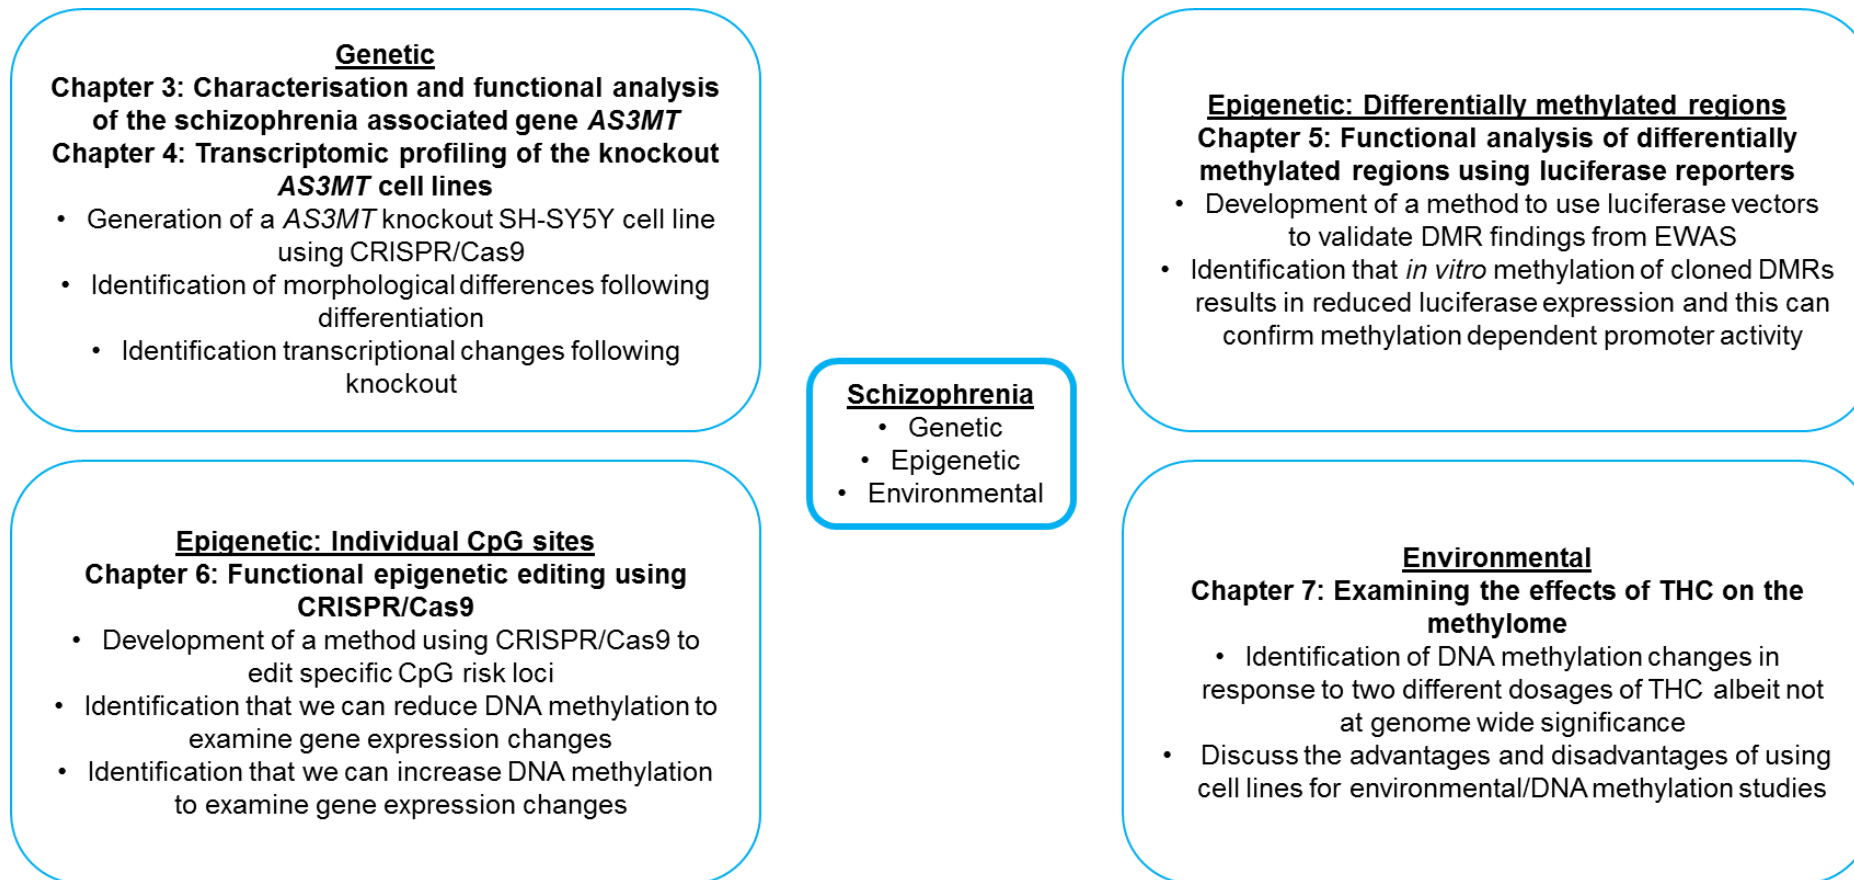 Genetic
Chapter 3: Characterisation and functional analysis
of the schizophrenia associated gene AS3MT
Chapter 4: Transcriptomic profiling of the knockout
AS3MT cell lines
• Generation of a AS3MT knockout SH-SY5Y cell line
using CRISPR/Cas9
• Identification of morphological differences following
differentiation
• Identification transcriptional changes following
knockout
Epigenetic: Differentially methylated regions
Chapter 5: Functional analysis of differentially
methylated regions using luciferase reporters
• Development of a method to use luciferase vectors
to validate DMR findings from EWAS
• Identification that in vitro methylation of cloned DMRs
results in reduced luciferase expression and this can
confirm methylation dependent promoter activity
Schizophrenia
• Genetic
• Epigenetic
• Environmental
Epigenetic: Individual CpG sites
Chapter 6: Functional epigenetic editing using
CRISPR/Cas9
• Development of a method using CRISPR/Cas9 to
edit specific CpG risk loci
• Identification that we can reduce DNA methylation to
examine gene expression changes
• Identification that we can increase DNA methylation
to examine gene expression changes
Environmental
Chapter 7: Examining the effects of THC on the
methylome
• Identification of DNA methylation changes in
response to two different dosages of THC albeit not
at genome wide significance
• Discuss the advantages and disadvantages of using
cell lines for environmental/DNA methylation studies